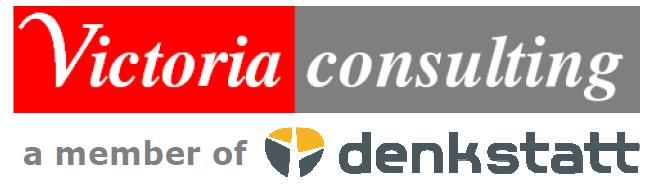 Victoria consulting
a member of denkstatt